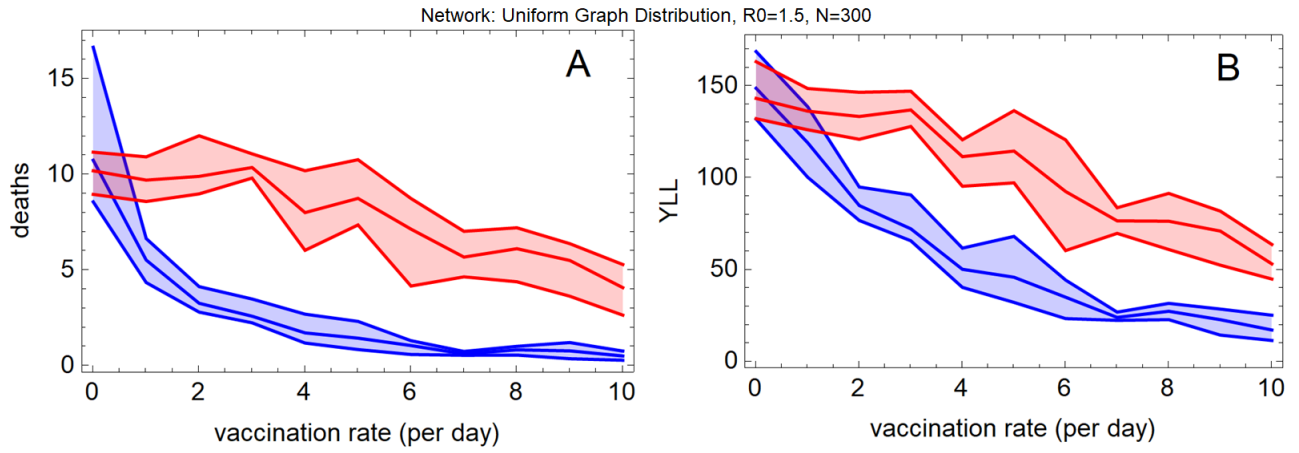 Network: Uniform Graph Distribution, R0=1.5, N=300
A
15
10
5
0
deaths
0 2 4 6 8 10
vaccination rate (per day)
B
150
100
50
0
YLL
0 2 4 6 8 10
vaccination rate (per day)